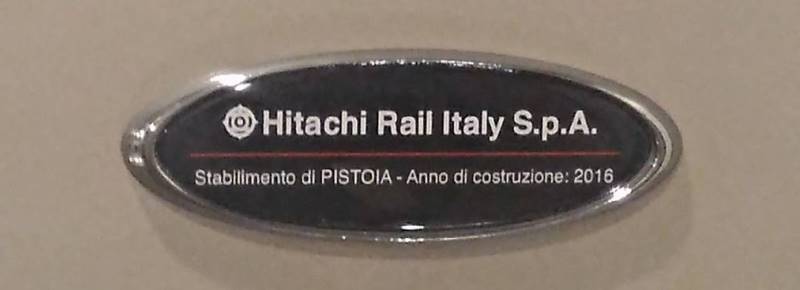 Hitachi Rail Italy S.p.A.
Stabilimento di PISTOIA - Anno di costruzione: 2016